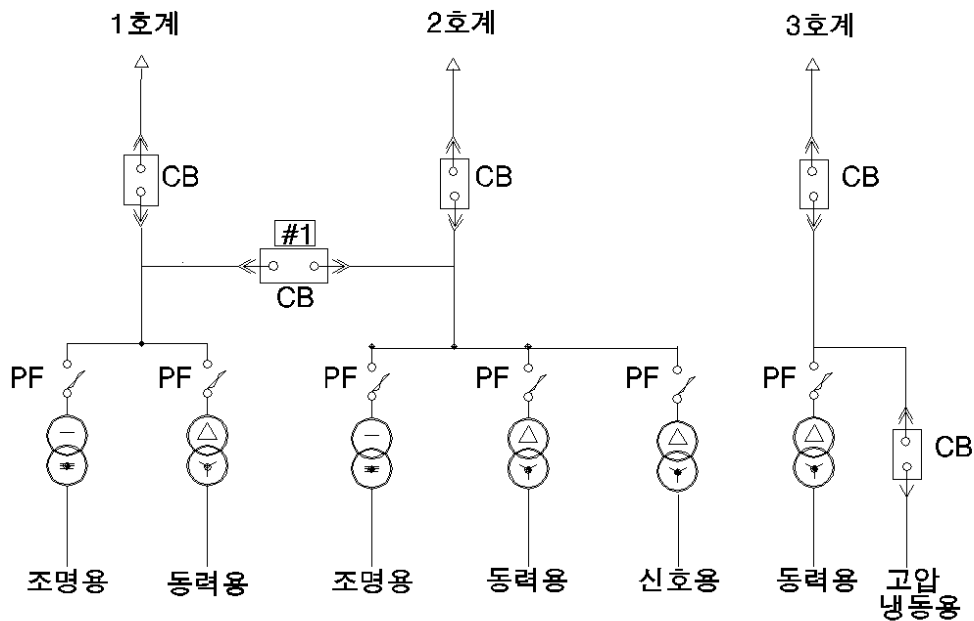 1호계 2호계 3호계
CB CB CB
#1
CB
PF PF PF PF PF PF
CB
조명용 동력용 조명용 동력용 신호용 동력용 고압
냉동용